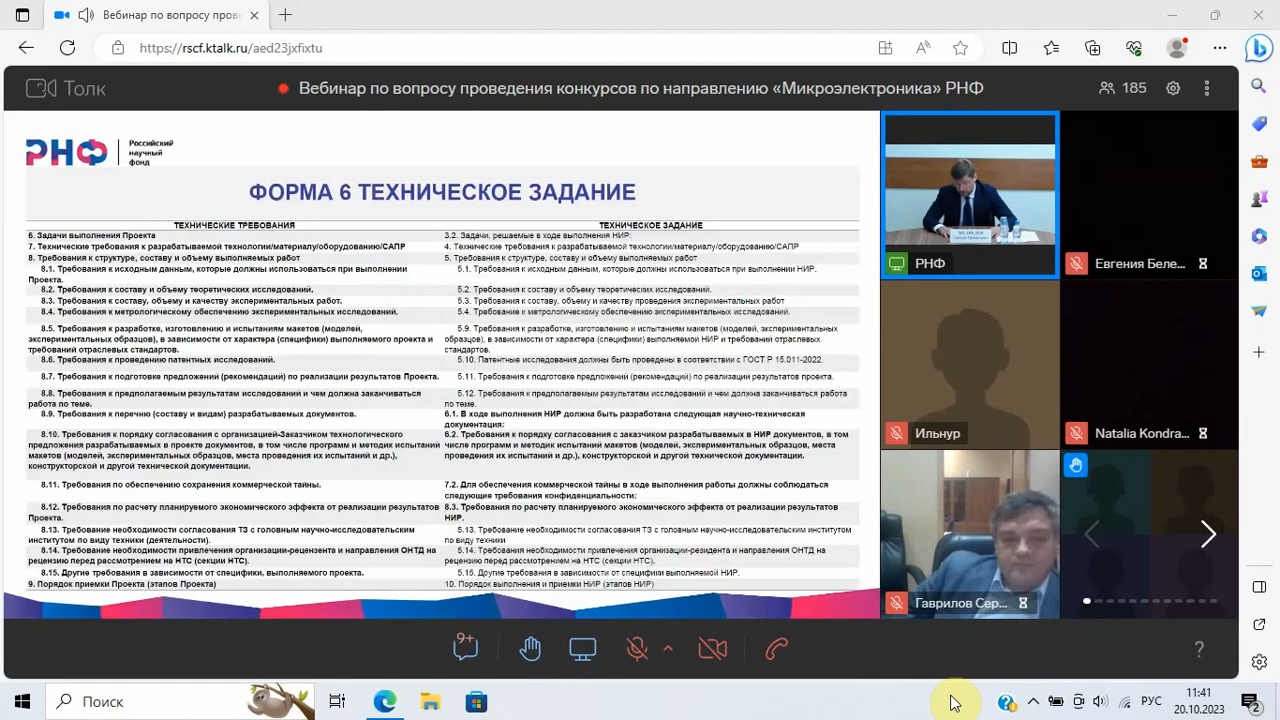 Вебинар по вопросу прове
https://rscf.ktalk.ru/aed23jxfixtu
Толк
Вебинар по вопросу проведения конкурсов по направлению «Микроэлектроника» РНФ
185
РНФ
Российский
научный
фонд
ФОРМА 6 ТЕХНИЧЕСКОЕ ЗАДАНИЕ
ТЕХНИЧЕСКИЕ ТРЕБОВАНИЯ
ТЕХНИЧЕСКОЕ ЗАДАНИЕ
6. Задачи выполнения Проекта
3.2. Задачи, решаемые в ходе выполнения НИР:
7. Технические требования к разрабатываемой технологии/материалу/оборудованию/САПР
4. Технические требования к разрабатываемой технологии/материалу/оборудованию/САПР
8. Требования к структуре, составу и объему выполняемых работ
5. Требования к структуре, составу и объему выполняемых работ
8.1. Требования к исходным данным, которые должны использоваться при выполнении
Проекта.
5.1. Требования к исходным данным, которые должны использоваться при выполнении НИР.
8.2. Требования к составу и объему теоретических исследований.
5.2. Требования к составу и объему теоретических исследований.
8.3. Требования к составу, объему и качеству экспериментальных работ.
5.3. Требования к составу, объему и качеству проведения экспериментальных работ
8.4. Требования к метрологическому обеспечению экспериментальных исследований.
5.4. Требование к метрологическому обеспечению экспериментальных исследований.
8.5. Требования к разработке, изготовлению и испытаниям макетов (моделей,
экспериментальных образцов), в зависимости от характера (специфики) выполняемого проекта и
требований отраслевых стандартов.
5.9. Требования к разработке, изготовлению и испытаниям макетов (моделей, экспериментальных
образцов), в зависимости от характера (специфики) выполняемой НИР и требований отраслевых
стандартов.
8.6. Требования к проведению патентных исследований.
5.10. Патентные исследования должны быть проведены в соответствии с ГОСТ Р 15.011-2022.
8.7. Требования к подготовке предложений (рекомендаций) по реализации результатов Проекта.
5.11. Требования к подготовке предложений (рекомендаций) по реализации результатов проекта.
8.8. Требования к предполагаемым результатам исследований и чем должна заканчиваться
работа по теме.
5.12. Требования к предполагаемым результатам исследований и чем должна заканчиваться работа
по теме.
8.9. Требования к перечню (составу и видам) разрабатываемых документов.
6.1. В ходе выполнения НИР должна быть разработана следующая научно-техническая
документация:
8.10. Требования к порядку согласования с организацией-Заказчиком технологического
предложения разрабатываемых в проекте документов, в том числе программ и методик испытаний
макетов (моделей, экспериментальных образцов, места проведения их испытаний и др.),
конструкторской и другой технической документации.
6.2. Требования к порядку согласования с заказчиком разрабатываемых в НИР документов, в том
числе программ и методик испытаний макетов (моделей, экспериментальных образцов, места
проведения их испытаний и др.), конструкторской и другой технической документации.
8.11. Требования по обеспечению сохранения коммерческой тайны.
7.2. Для обеспечения коммерческой тайны в ходе выполнения работы должны соблюдаться
следующие требования конфиденциальности:
8.12. Требования по расчету планируемого экономического эффекта от реализации результатов
Проекта.
8.3. Требования по расчету планируемого экономического эффекта от реализации результатов
НИР.
8.13. Требование необходимости согласования ТЗ с головным научно-исследовательским
институтом по виду техники (деятельности).
5.13. Требование необходимости согласования ТЗ с головным научно-исследовательским институтом
по виду техники
8.14. Требование необходимости привлечения организации-рецензента и направления ОНТД на
рецензию перед рассмотрением на НТС (секции НТС).
5.14. Требования необходимости привлечения организации-резидента и направления ОНТД на
рецензию перед рассмотрением на НТС (секции НТС).
8.15. Другие требования в зависимости от специфики, выполняемого проекта.
5.15. Другие требования в зависимости от специфики выполняемой НИР.
9. Порядок приемки Проекта (этапов Проекта)
10. Порядок выполнения и приемки НИР (этапов НИР)
РНФ
Евгения Беле...
Ильнур
Natalia Kondra...
Гаврилов Сер...
9+
?
Поиск
РУС
11:41
20.10.2023
2